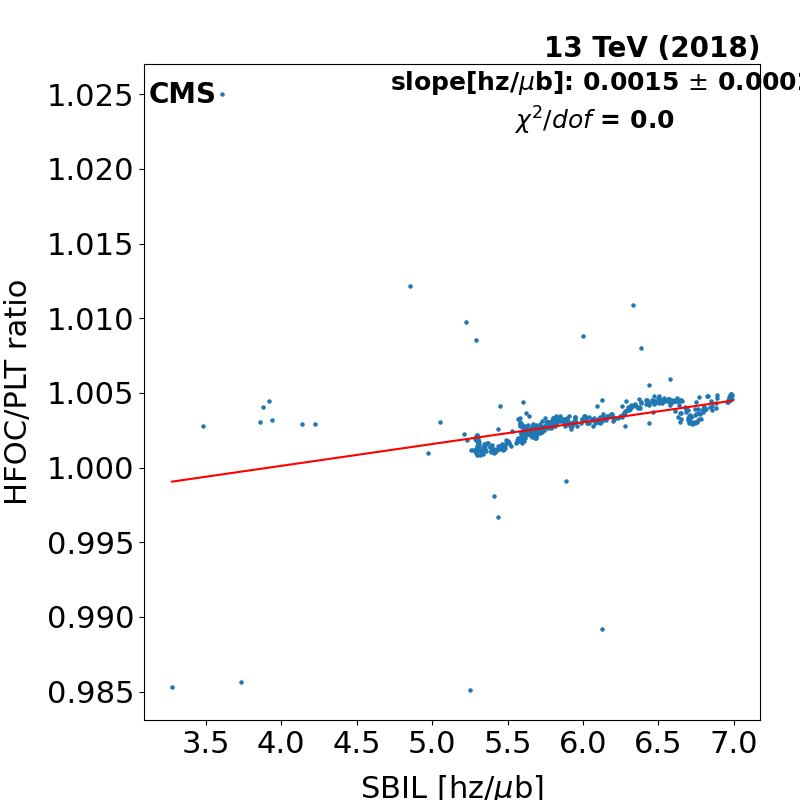 13 TeV (2018)
CMS
slope[hz/μb]: 0.0015 ± 0.000
χ²/dof = 0.0
HFOC/PLT ratio
1.025
1.020
1.015
1.010
1.005
1.000
0.995
0.990
0.985
3.5 4.0 4.5 5.0 5.5 6.0 6.5 7.0
SBIL [hz/μb]